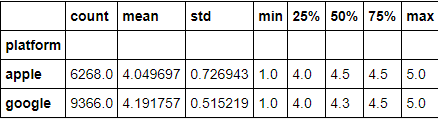 count mean std min 25% 50% 75% max
platform
apple 6268.0 4.049697 0.726943 1.0 4.0 4.5 4.5 5.0
google 9366.0 4.191757 0.515219 1.0 4.0 4.3 4.5 5.0